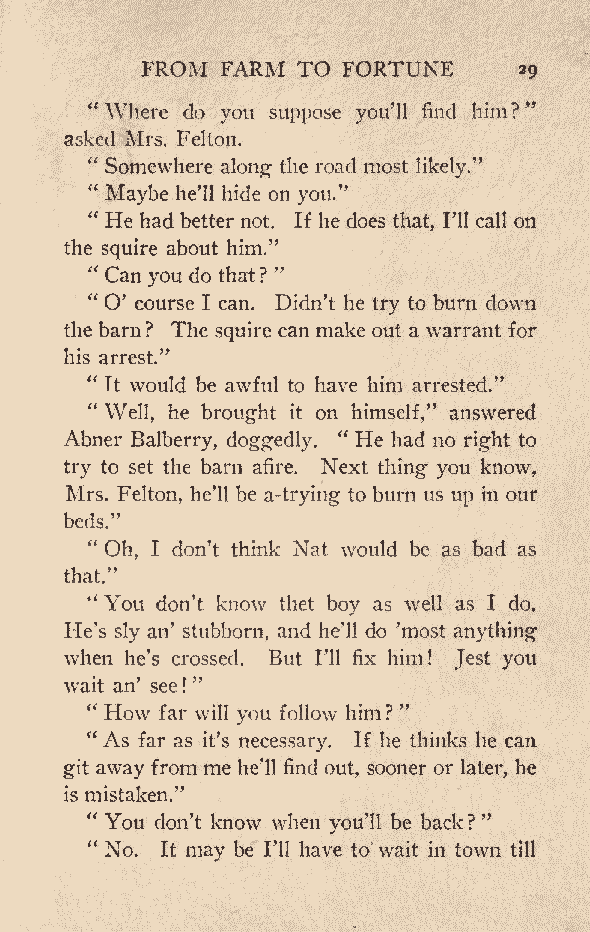 FROM FARM TO FORTUNE 29
“Where do you suppose you’ll find him?”
asked Mrs. Felton.
“Somewhere along the road most likely.”
“Maybe he’ll hide on you.”
“He had better not. If he does that, I’ll call on
the squire about him.”
“Can you do that?”
“O’ course I can. Didn’t he try to burn down
the barn? The squire can make out a warrant for
his arrest.”
“It would be awful to have him arrested.”
“Well, he brought it on himself,” answered
Abner Balberry, doggedly. “He had no right to
try to set the barn afire. Next thing you know,
Mrs. Felton, he’ll be a-trying to burn us up in our
beds.”
“Oh, I don’t think Nat would be as bad as
that.”
“You don’t know thet boy as well as I do.
He’s sly an’ stubborn, and he’ll do ’most anything
when he’s crossed. But I’ll fix him! Jest you
wait an’ see!”
“How far will you follow him?”
“As far as it’s necessary. If he thinks he can
git away from me he’ll find out, sooner or later, he
is mistaken.”
“You don’t know when you’ll be back?”
“No. It may be I’ll have to wait in town till